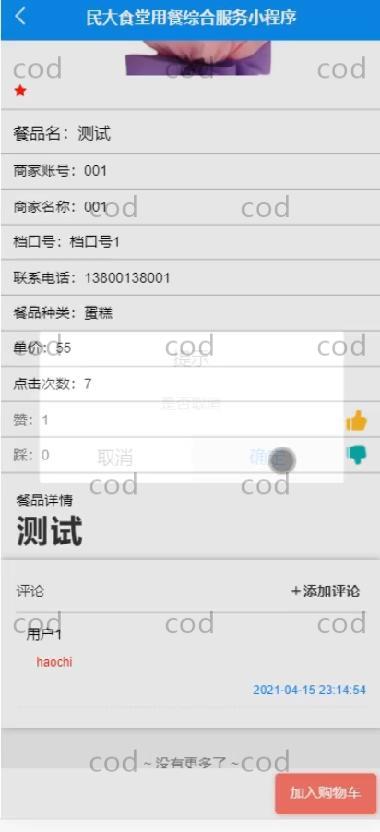 民大食堂用餐综合服务小程序
cod cod cod
餐品名：测试
商家账号：001
商家名称：001
cod cod
档口号：档口号1
联系电话：13800138001
餐品种类：蛋糕
单价：55
cod cod cod
提示
点击次数：7
是否取消
赞：1
踩：0
取消 确定
cod cod
餐品详情
测试
评论 +添加评论
cod cod cod
用户1
haochi
2021-04-15 23:14:54
cod cod
~ 没有更多了 ~
加入购物车